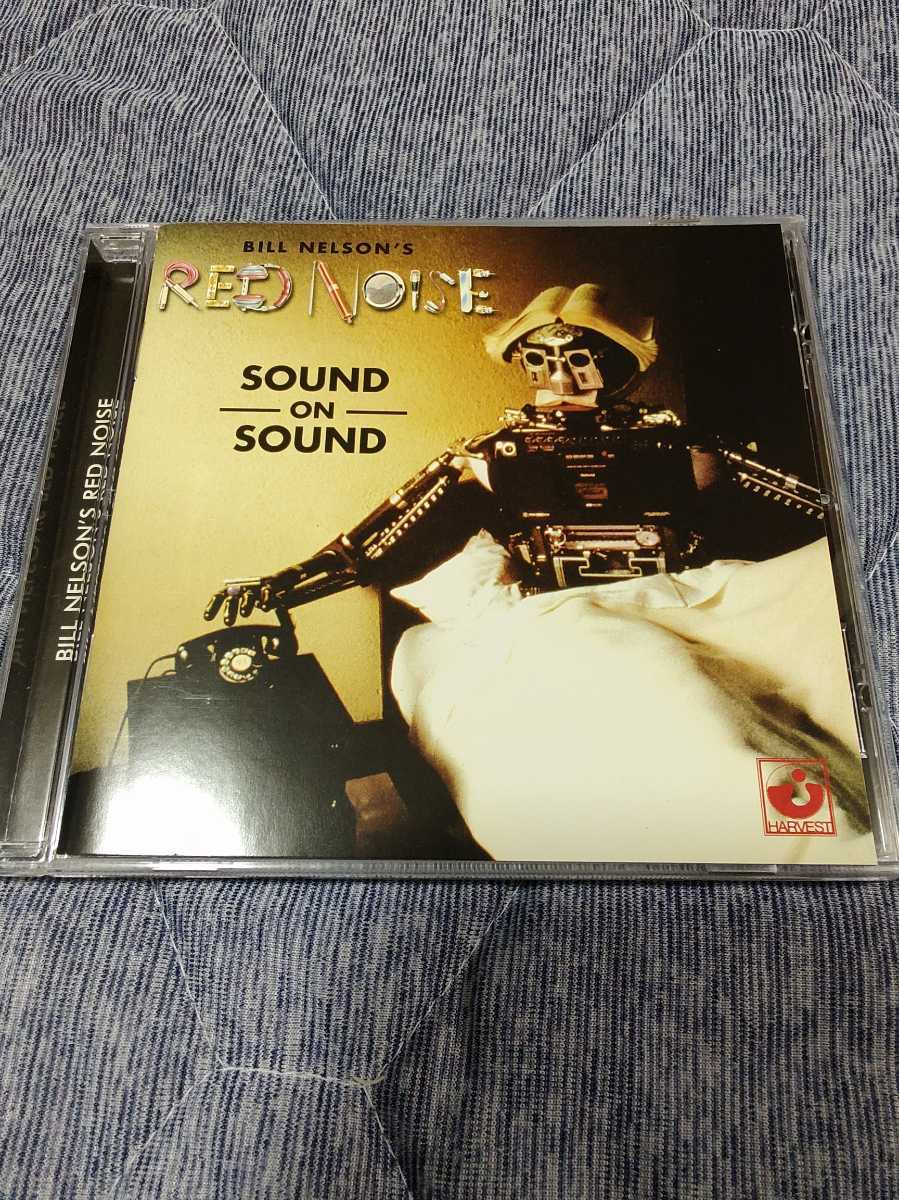 BILL NELSON'S
RED NOISE
SOUND
ON
SOUND
BILL NELSON'S RED NOISE
HARVEST